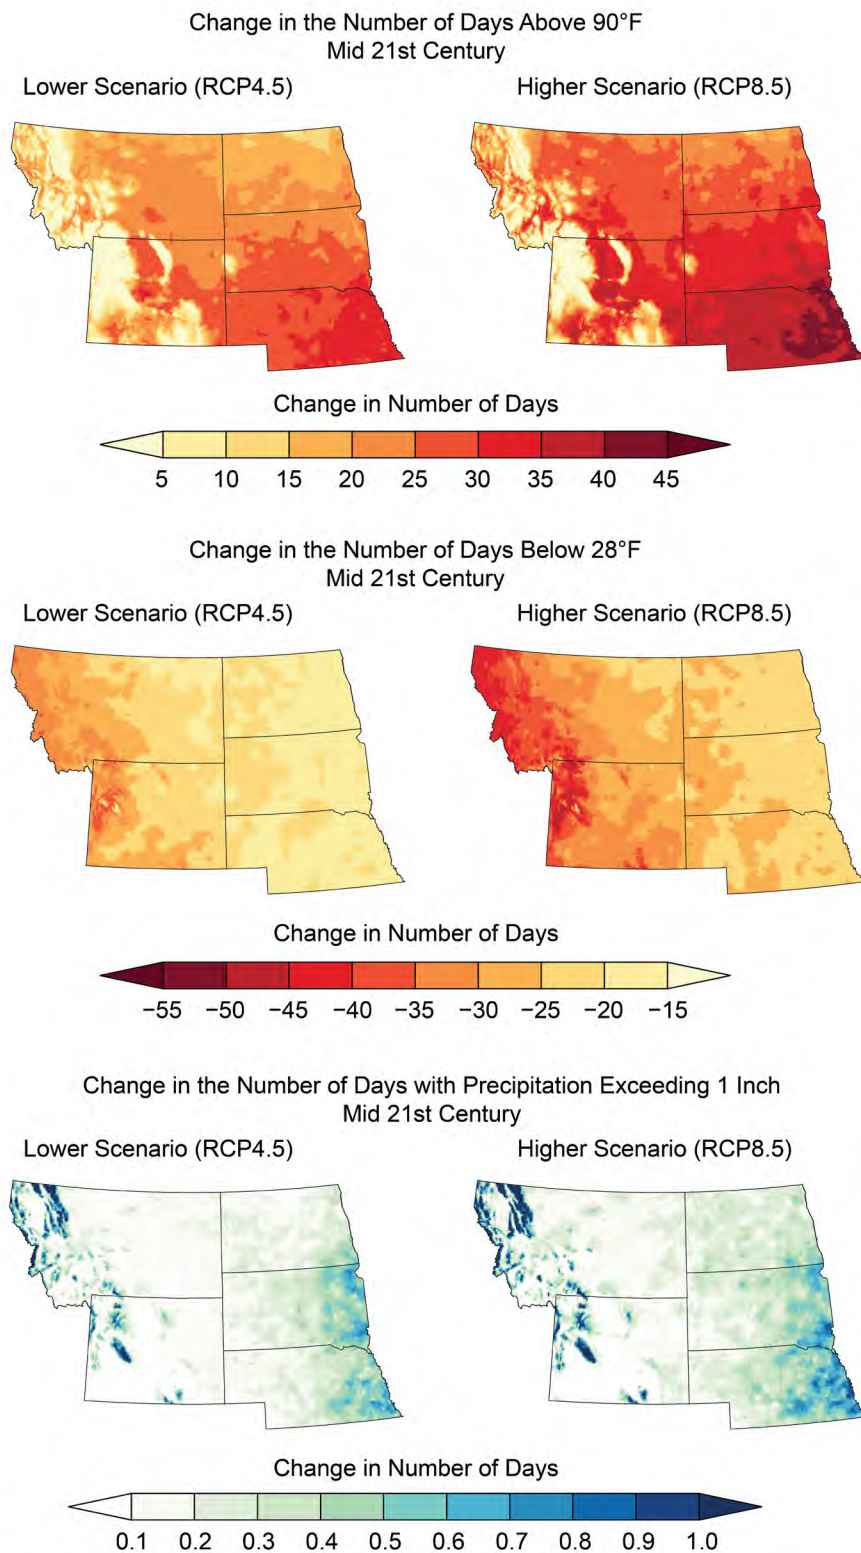 Change in the Number of Days Above 90°F
Mid 21st Century
Lower Scenario (RCP4.5)
Higher Scenario (RCP8.5)
Change in Number of Days
5 10 15 20 25 30 35 40 45
Change in the Number of Days Below 28°F
Mid 21st Century
Lower Scenario (RCP4.5)
Higher Scenario (RCP8.5)
Change in Number of Days
−55 −50 −45 −40 −35 −30 −25 −20 −15
Change in the Number of Days with Precipitation Exceeding 1 Inch
Mid 21st Century
Lower Scenario (RCP4.5)
Higher Scenario (RCP8.5)
Change in Number of Days
0.1 0.2 0.3 0.4 0.5 0.6 0.7 0.8 0.9 1.0